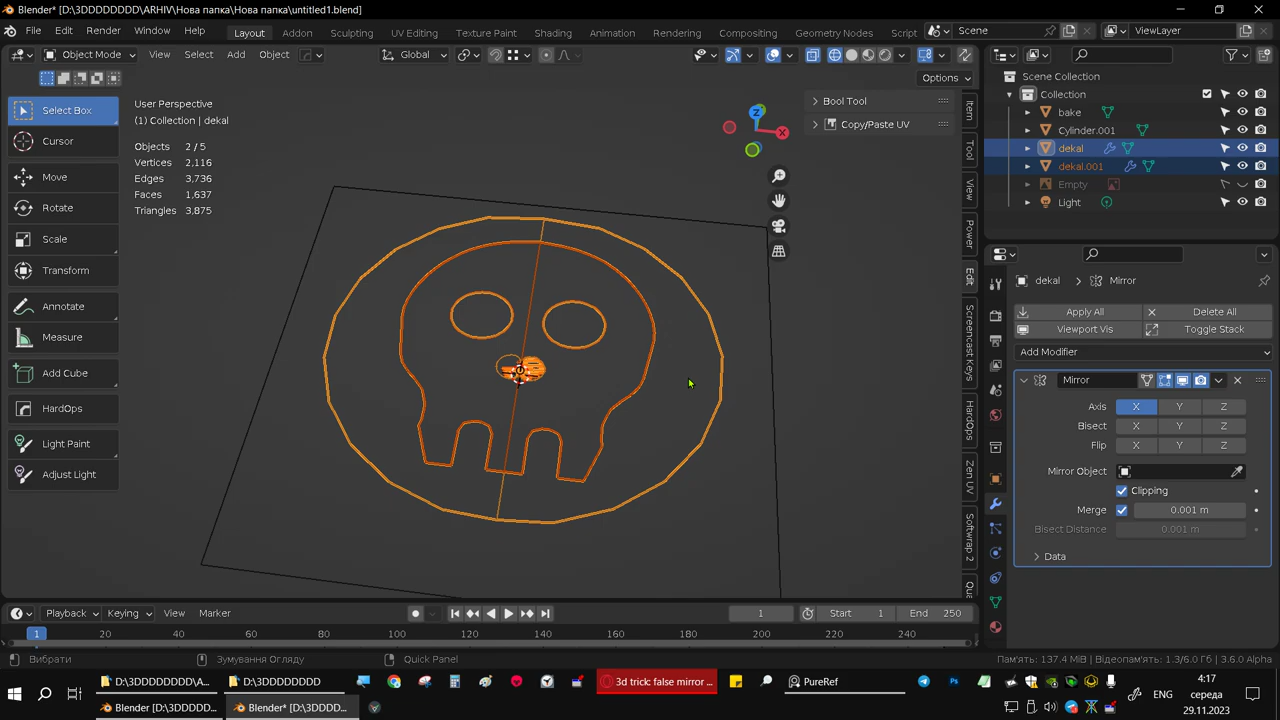 Blender* [D:\3DDDDDDDD\ARHIV\Нова папка\Нова папка\untitled1.blend]
File Edit Render Window Help Layout Addon Sculpting UV Editing Texture Paint Shading Animation Rendering Compositing Geometry Nodes Scene ViewLayer
Object Mode View Select Add Object Global
Options
Select Box
Cursor
Move
Rotate
Scale
Transform
Annotate
Measure
Add Cube
HardOps
Light Paint
Adjust Light
User Perspective
(1) Collection | dekal
Objects 2 / 5
Vertices 2,116
Edges 3,736
Faces 1,637
Triangles 3,875
Z
X
Bool Tool
Copy/Paste UV
Item
Tool
View
Power
Edit
Screencast Keys
HardOps
Zen UV
Softwrap 2
Qu
Scene Collection
Collection
bake
Cylinder.001
dekal
dekal.001
Empty
Light
dekal > Mirror
Apply All Delete All
Viewport Vis Toggle Stack
Add Modifier
Mirror
Axis X Y Z
Bisect X Y Z
Flip X Y Z
Mirror Object
Clipping
Merge 0.001 m
Bisect Distance 0.001 m
Data
Playback Keying View Marker 1 Start 1 End 250
1 20 40 60 80 100 120 140 160 180 200 220 240
Вибрати Зумування Огляду Quick Panel Пам'ять: 137.4 MiB | Відеопам'ять: 1.3/6.0 Гб | 3.6.0 Alpha
D:\3DDDDDDDD\A... D:\3DDDDDDDD 3d trick: false mirror ... PureRef
Blender [D:\3DDDD... Blender* [D:\3DDD...
ENG
4:17
середа
29.11.2023